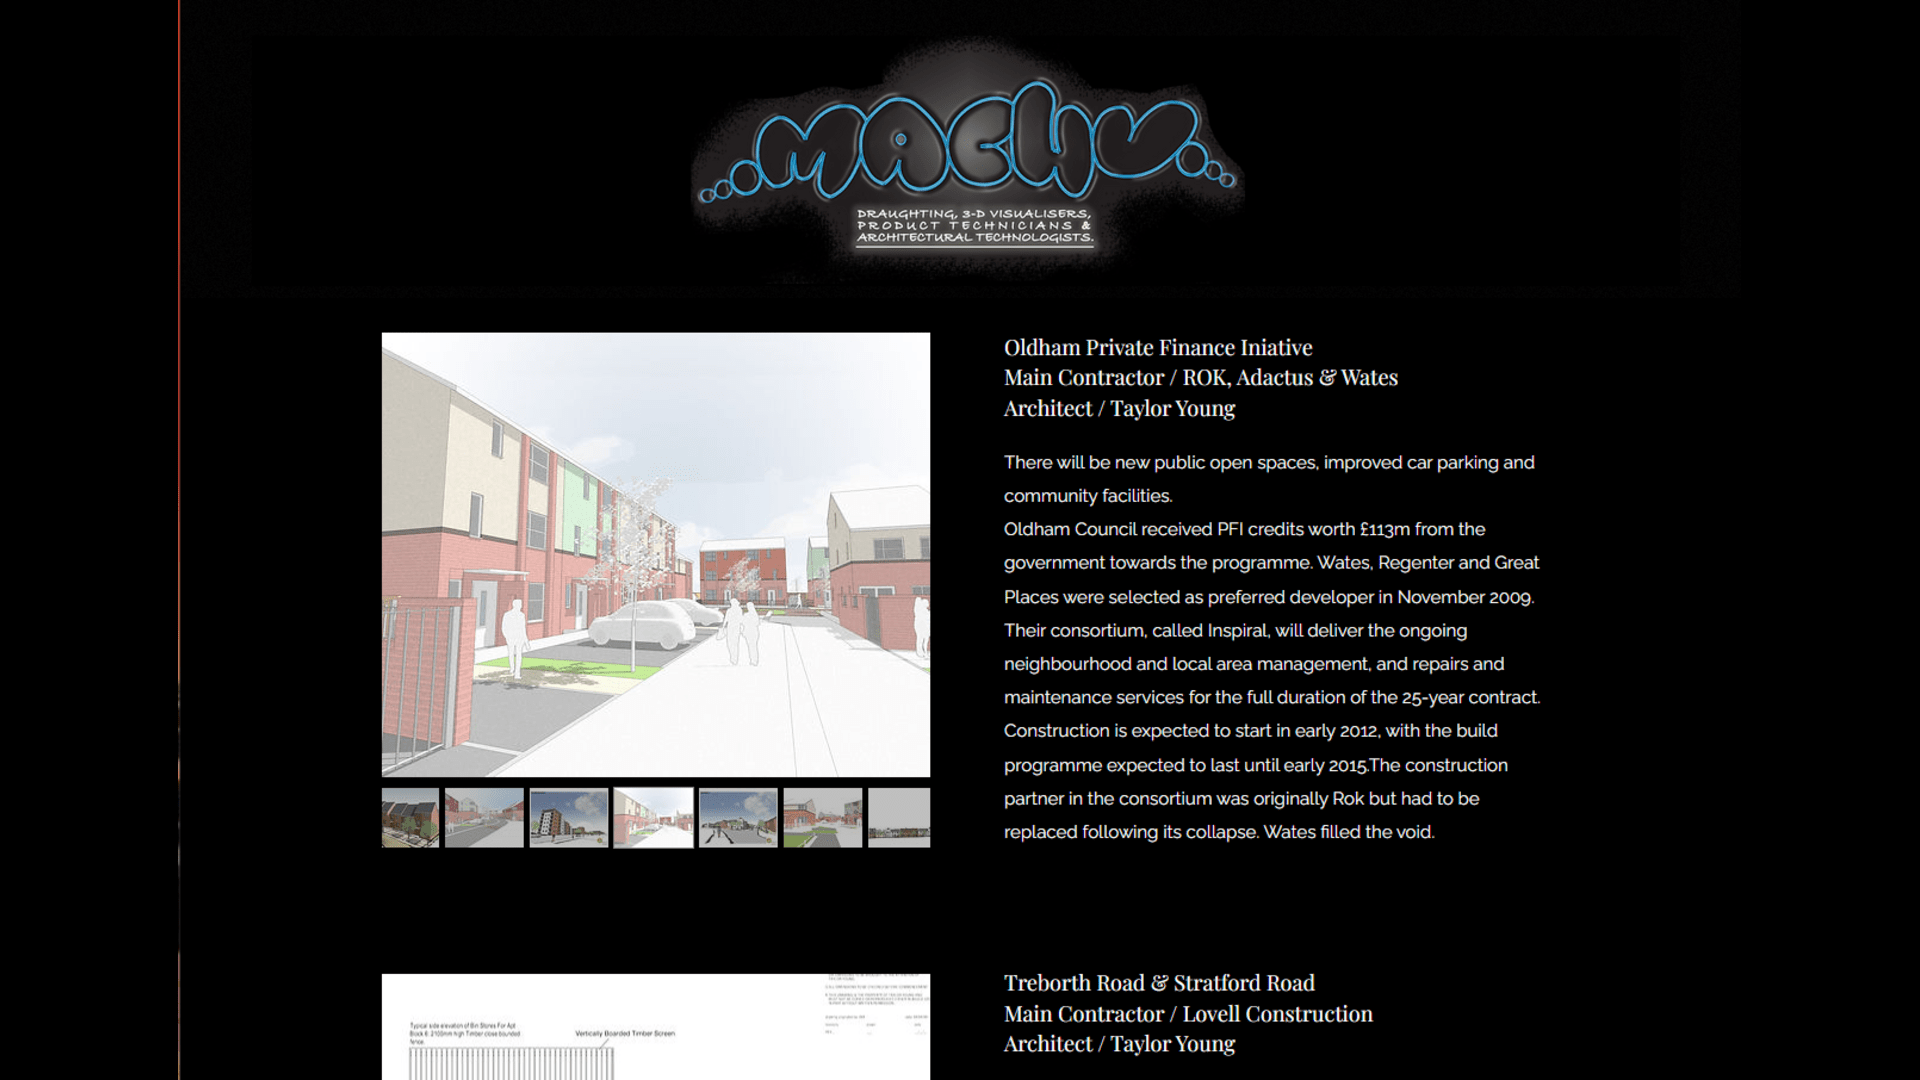 MACHU
DRAUGHTING, 3-D VISUALISERS,
PRODUCT TECHNICIANS &
ARCHITECTURAL TECHNOLOGISTS.
Oldham Private Finance Iniative
Main Contractor / ROK, Adactus & Wates
Architect / Taylor Young
There will be new public open spaces, improved car parking and
community facilities.
Oldham Council received PFI credits worth £113m from the
government towards the programme. Wates, Regenter and Great
Places were selected as preferred developer in November 2009.
Their consortium, called Inspiral, will deliver the ongoing
neighbourhood and local area management, and repairs and
maintenance services for the full duration of the 25-year contract.
Construction is expected to start in early 2012, with the build
programme expected to last until early 2015.The construction
partner in the consortium was originally Rok but had to be
replaced following its collapse. Wates filled the void.
Typical side elevation of Bin Stores For Apt
Block 6. 2100mm high Timber close bounded
fence.
Vertically Boarded Timber Screen
Treborth Road & Stratford Road
Main Contractor / Lovell Construction
Architect / Taylor Young